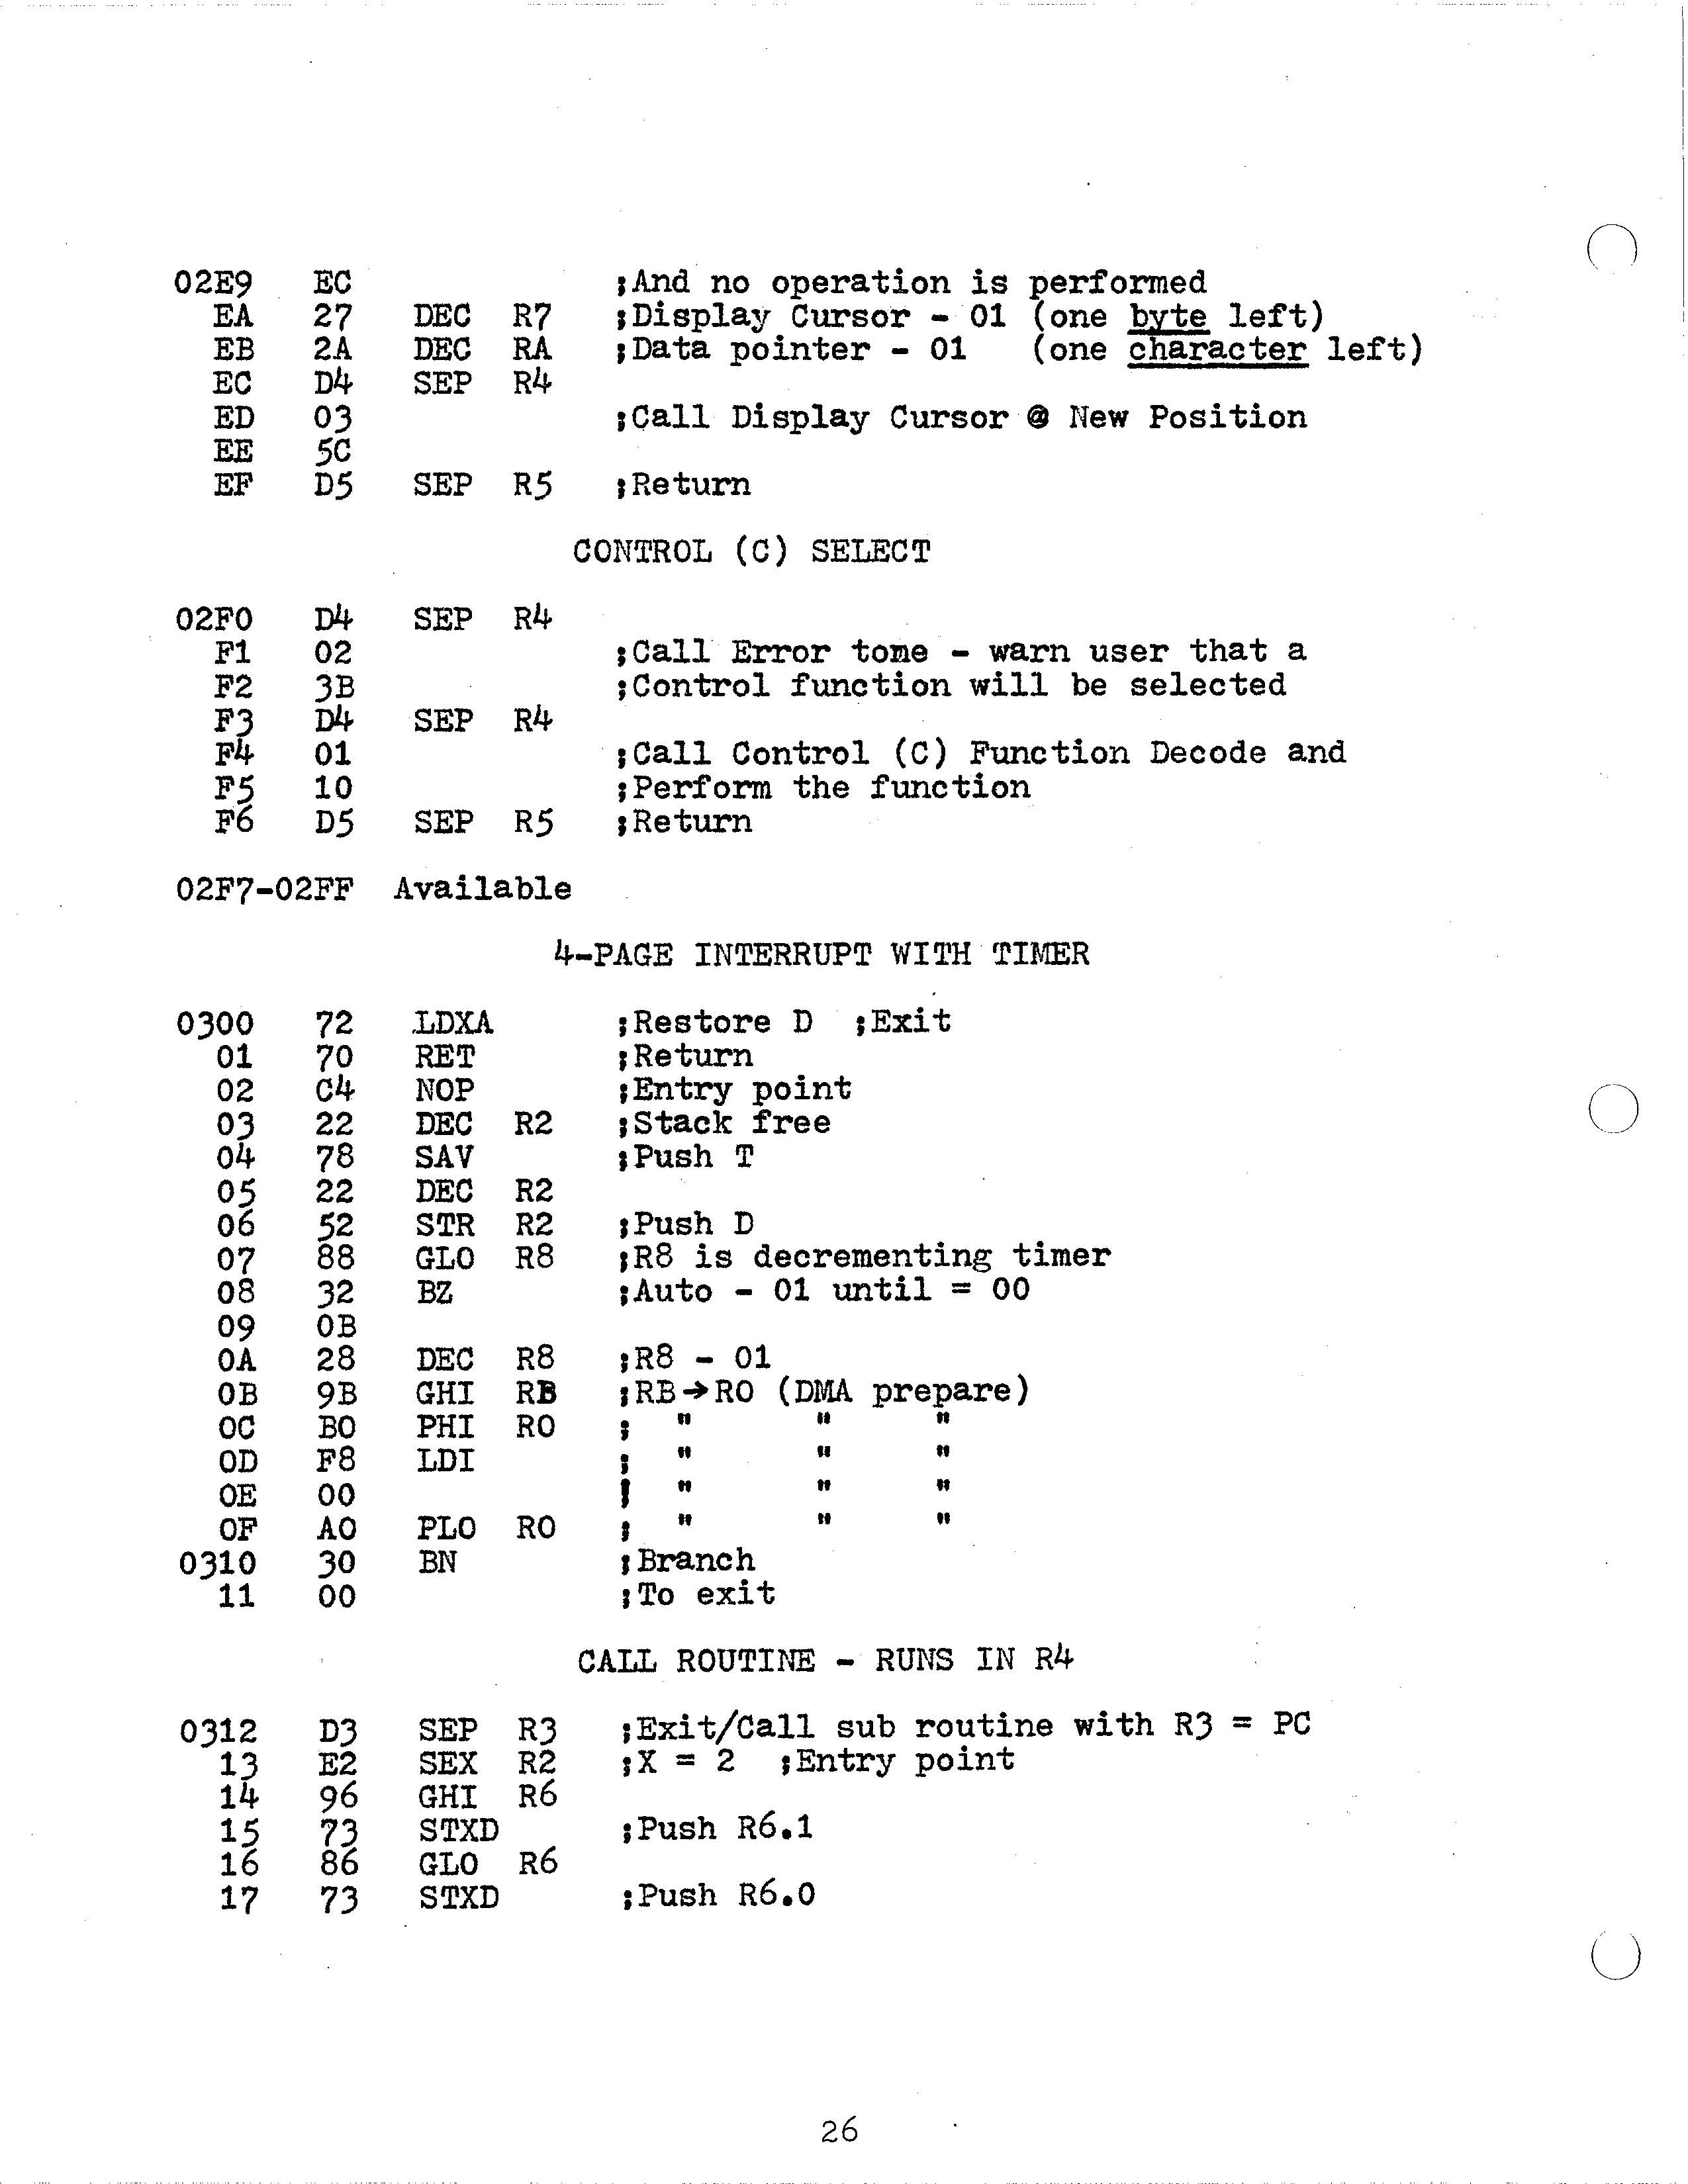 02E9 EC ;And no operation is performed
EA 27 DEC R7 ;Display Cursor - 01 (one byte left)
EB 2A DEC RA ;Data pointer - 01 (one character left)
EC D4 SEP R4
ED 03 ;Call Display Cursor @ New Position
EE 5C
EF D5 SEP R5 ;Return
CONTROL (C) SELECT
02F0 D4 SEP R4
F1 02 ;Call Error tone - warn user that a
F2 3B ;Control function will be selected
F3 D4 SEP R4
F4 01 ;Call Control (C) Function Decode and
F5 10 ;Perform the function
F6 D5 SEP R5 ;Return
02F7-02FF Available
4-PAGE INTERRUPT WITH TIMER
0300 72 LDXA ;Restore D ;Exit
01 70 RET ;Return
02 C4 NOP ;Entry point
03 22 DEC R2 ;Stack free
04 78 SAV ;Push T
05 22 DEC R2
06 52 STR R2 ;Push D
07 88 GLO R8 ;R8 is decrementing timer
08 32 BZ ;Auto - 01 until = 00
09 0B
0A 28 DEC R8 ;R8 - 01
0B 9B GHI RB ;RB→R0 (DMA prepare)
0C B0 PHI R0 ; " " "
0D F8 LDI ; " " "
0E 00 ; " " "
0F A0 PLO R0 ; " " "
0310 30 BN ;Branch
11 00 ;To exit
CALL ROUTINE - RUNS IN R4
0312 D3 SEP R3 ;Exit/Call sub routine with R3 = PC
13 E2 SEX R2 ;X = 2 ;Entry point
14 96 GHI R6
15 73 STXD ;Push R6.1
16 86 GLO R6
17 73 STXD ;Push R6.0
26